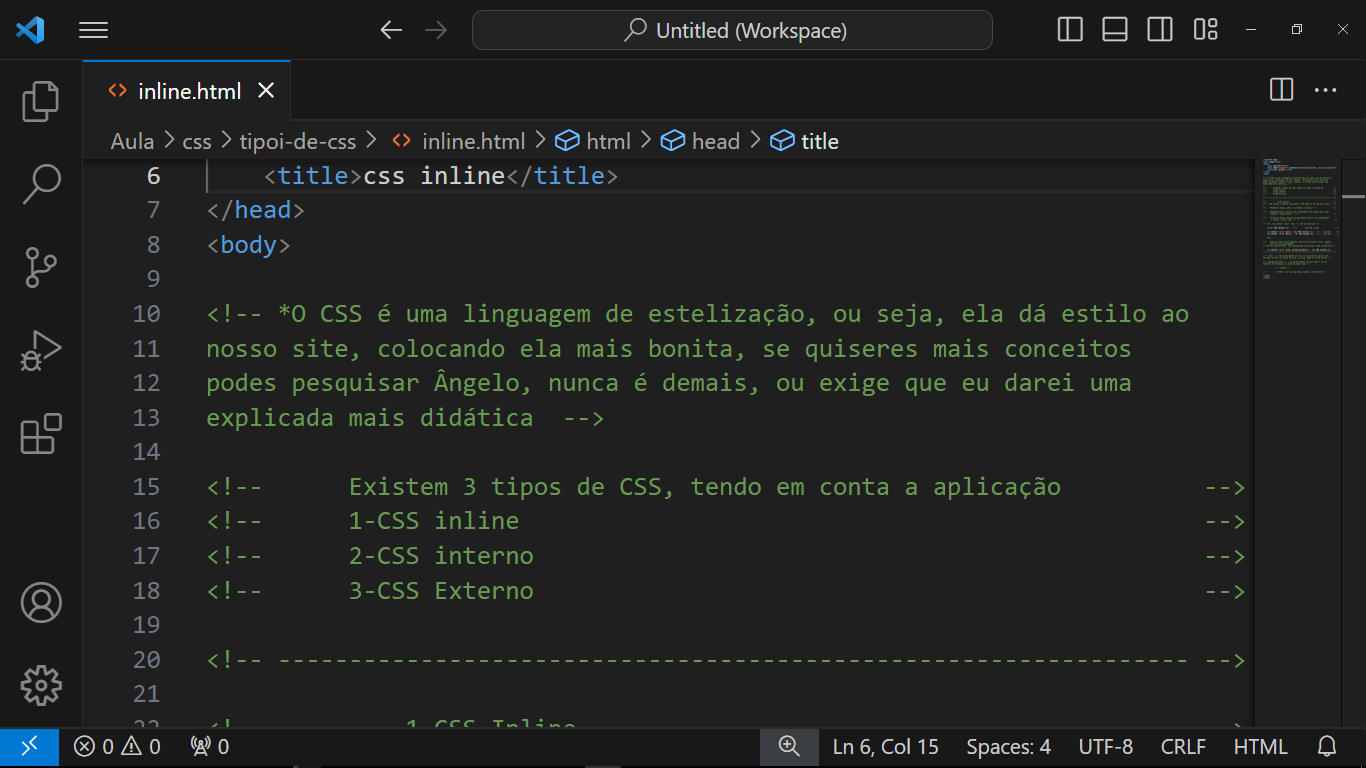 Untitled (Workspace)
inline.html
Aula > css > tipoi-de-css > inline.html > html > head > title
6 <title>css inline</title>
7 </head>
8 <body>
9
10 <!-- *O CSS é uma linguagem de estelização, ou seja, ela dá estilo ao
11 nosso site, colocando ela mais bonita, se quiseres mais conceitos
12 podes pesquisar Ângelo, nunca é demais, ou exige que eu darei uma
13 explicada mais didática -->
14
15 <!-- Existem 3 tipos de CSS, tendo em conta a aplicação -->
16 <!-- 1-CSS inline -->
17 <!-- 2-CSS interno -->
18 <!-- 3-CSS Externo -->
19
20 <!-- ---------------------------------------------------------------- -->
21
22 <!-- 1 CSS Inline -->
0 0 0 Ln 6, Col 15 Spaces: 4 UTF-8 CRLF HTML